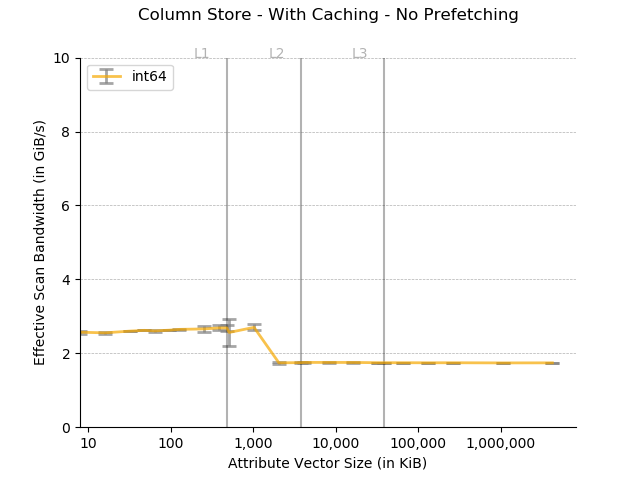 Column Store - With Caching - No Prefetching
L1 L2 L3
int64
Effective Scan Bandwidth (in GiB/s)
10
8
6
4
2
0
10 100 1,000 10,000 100,000 1,000,000
Attribute Vector Size (in KiB)